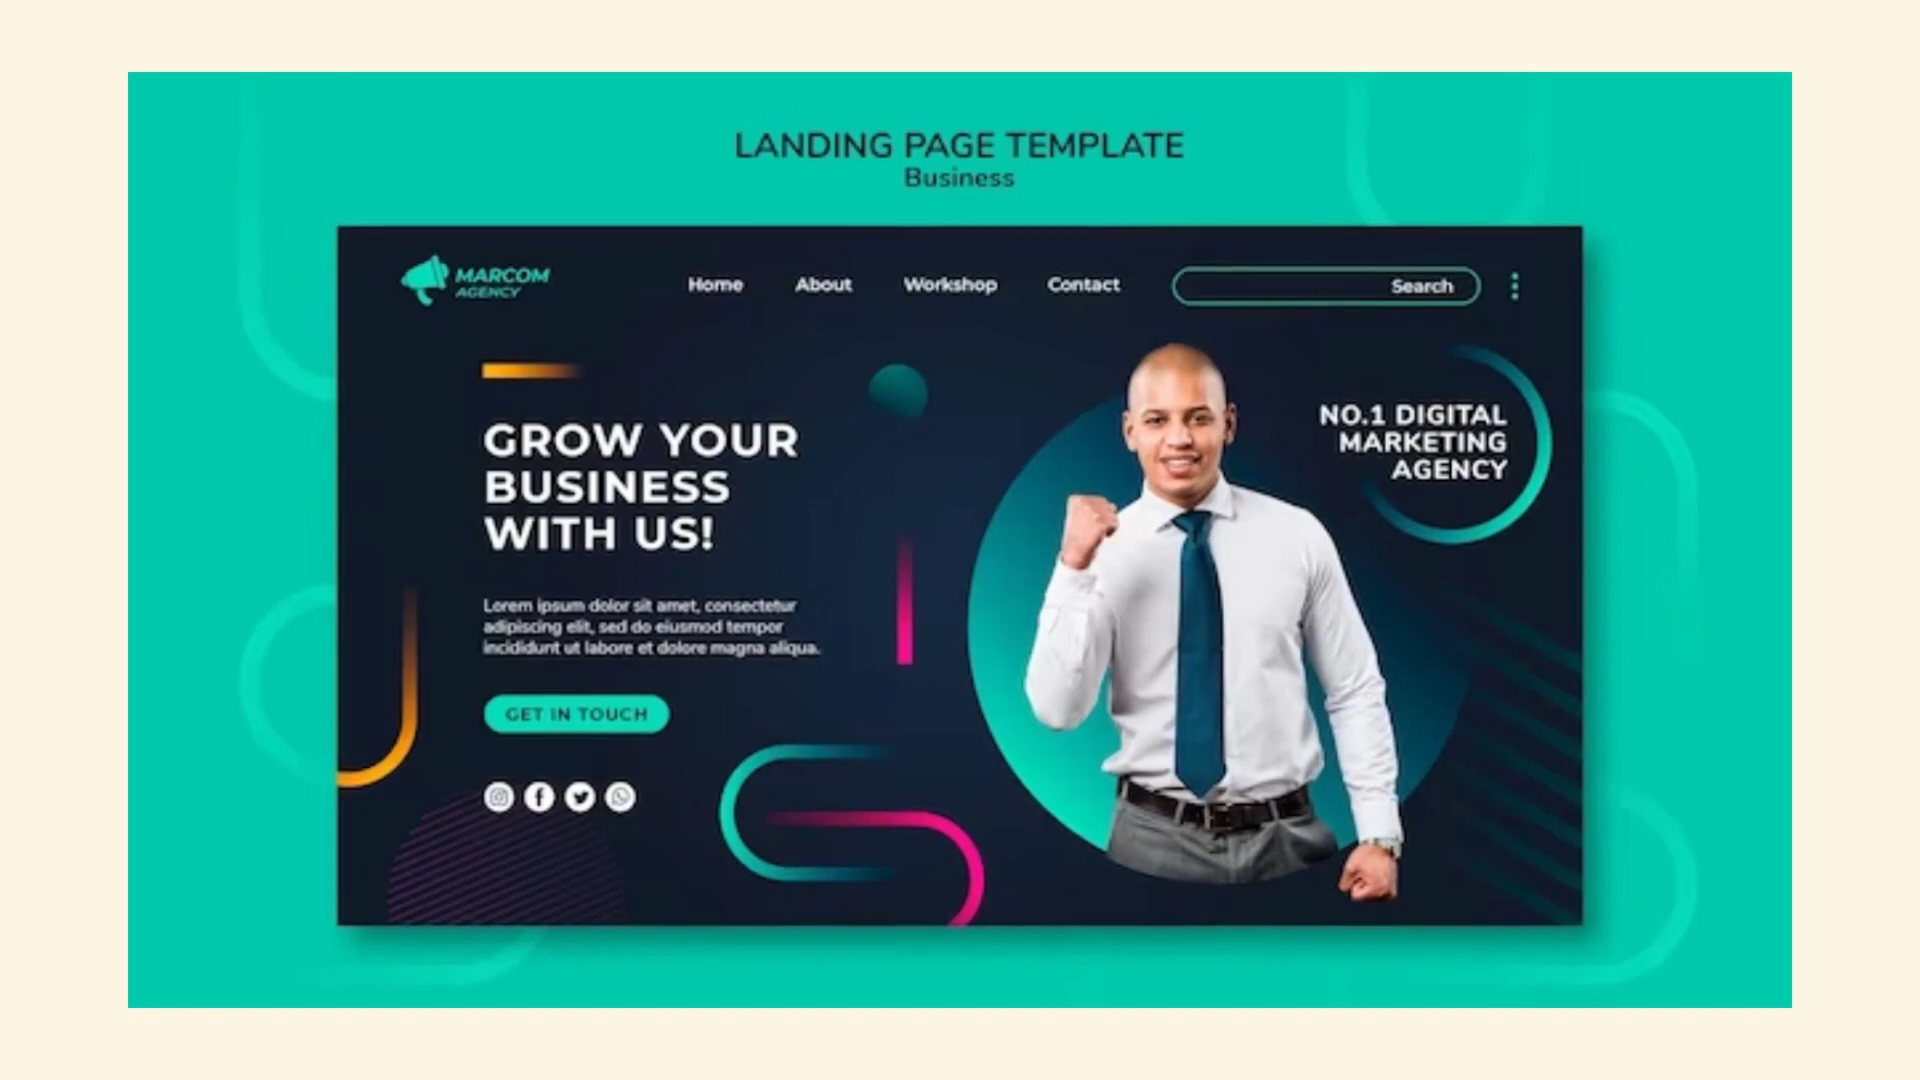 LANDING PAGE TEMPLATE
Business
MARCOM
AGENCY
Home About Workshop Contact Search
GROW YOUR
BUSINESS
WITH US!
NO.1 DIGITAL
MARKETING
AGENCY
Lorem ipsum dolor sit amet, consectetur
adipiscing elit, sed do eiusmod tempor
incididunt ut labore et dolore magna aliqua.
GET IN TOUCH